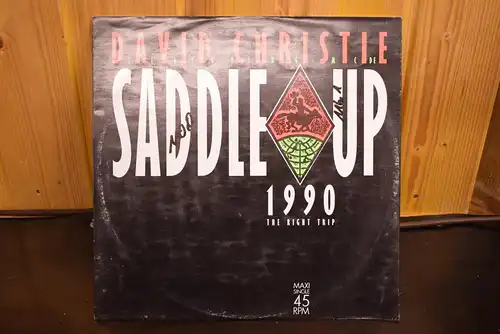 DAVID CHRISTIE
SADDLE UP
1990
THE RIGHT TRIP
MAXI
SINGLE
45
RPM